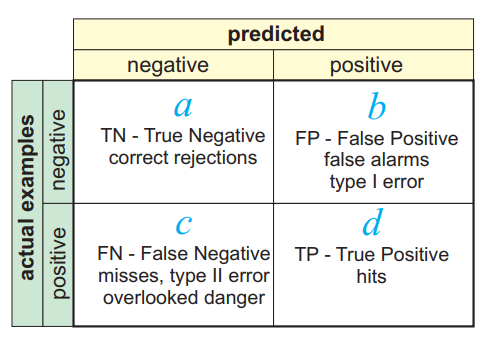 predicted
negative
positive
actual examples
negative
a
TN - True Negative
correct rejections
b
FP - False Positive
false alarms
type I error
positive
c
FN - False Negative
misses, type II error
overlooked danger
d
TP - True Positive
hits